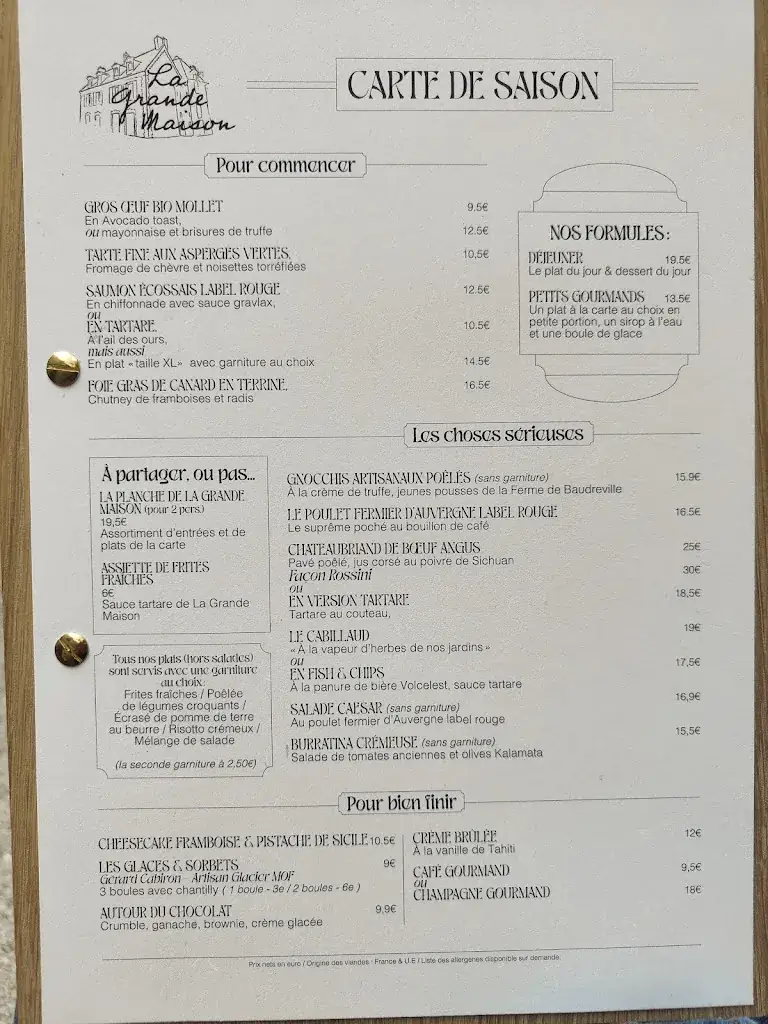 La
Grande
Maison
CARTE DE SAISON
Pour commencer
GROS ŒUF BIO MOLLET 9.5€
En Avocado toast,
ou mayonnaise et brisures de truffe 12.5€
TARTE FINE AUX ASPERGES VERTES, 10,5€
Fromage de chèvre et noisettes torréfiées
SAUMON ÉCOSSAIS LABEL ROUGE 12.5€
En chiffonnade avec sauce gravlax,
ou
EN TARTARE, 10.5€
À l'ail des ours,
mais aussi
En plat «taille XL» avec garniture au choix 14.5€
FOIE GRAS DE CANARD EN TERRINE, 16.5€
Chutney de framboises et radis
NOS FORMULES :
DÉJEUNER 19.5€
Le plat du jour & dessert du jour
PETITS GOURMANDS 13.5€
Un plat à la carte au choix en
petite portion, un sirop à l'eau
et une boule de glace
Les choses sérieuses
À partager, ou pas...
LA PLANCHE DE LA GRANDE
MAISON (pour 2 pers.)
19,5€
Assortiment d'entrées et de
plats de la carte
ASSIETTE DE FRITES
FRAICHES
6€
Sauce tartare de La Grande
Maison
Tous nos plats (hors salades)
sont servis avec une garniture
au choix:
Frites fraîches / Poêlée
de légumes croquants /
Écrasé de pomme de terre
au beurre / Risotto crémeux /
Mélange de salade
(la seconde garniture à 2,50€)
GNOCCHIS ARTISANAUX POÊLÉS (sans garniture) 15.9€
À la crème de truffe, jeunes pousses de la Ferme de Baudreville
LE POULET FERMIER D'AUVERGNE LABEL ROUGE 16.5€
Le suprême poché au bouillon de café
CHATEAUBRIAND DE BŒUF ANGUS 25€
Pavé poêlé, jus corsé au poivre de Sichuan
Façon Rossini 30€
ou
EN VERSION TARTARE 18,5€
Tartare au couteau,
LE CABILLAUD 19€
«À la vapeur d'herbes de nos jardins»
ou
EN FISH & CHIPS 17,5€
À la panure de bière Volcelest, sauce tartare
SALADE CAESAR (sans garniture) 16,9€
Au poulet fermier d'Auvergne label rouge
BURRATINA CRÉMEUSE (sans garniture) 15,5€
Salade de tomates anciennes et olives Kalamata
Pour bien finir
CHEESECAKE FRAMBOISE & PISTACHE DE SICILE 10.5€
LES GLACES & SORBETS 9€
Gérard Cabiron - Artisan Glacier MOF
3 boules avec chantilly ( 1 boule - 3e / 2 boules - 6e )
AUTOUR DU CHOCOLAT 9,9€
Crumble, ganache, brownie, crème glacée
CRÈME BRÛLÉE 12€
À la vanille de Tahiti
CAFÉ GOURMAND 9,5€
ou
CHAMPAGNE GOURMAND 18€
Prix nets en euro / Origine des viandes : France & U.E / Liste des allergènes disponible sur demande.